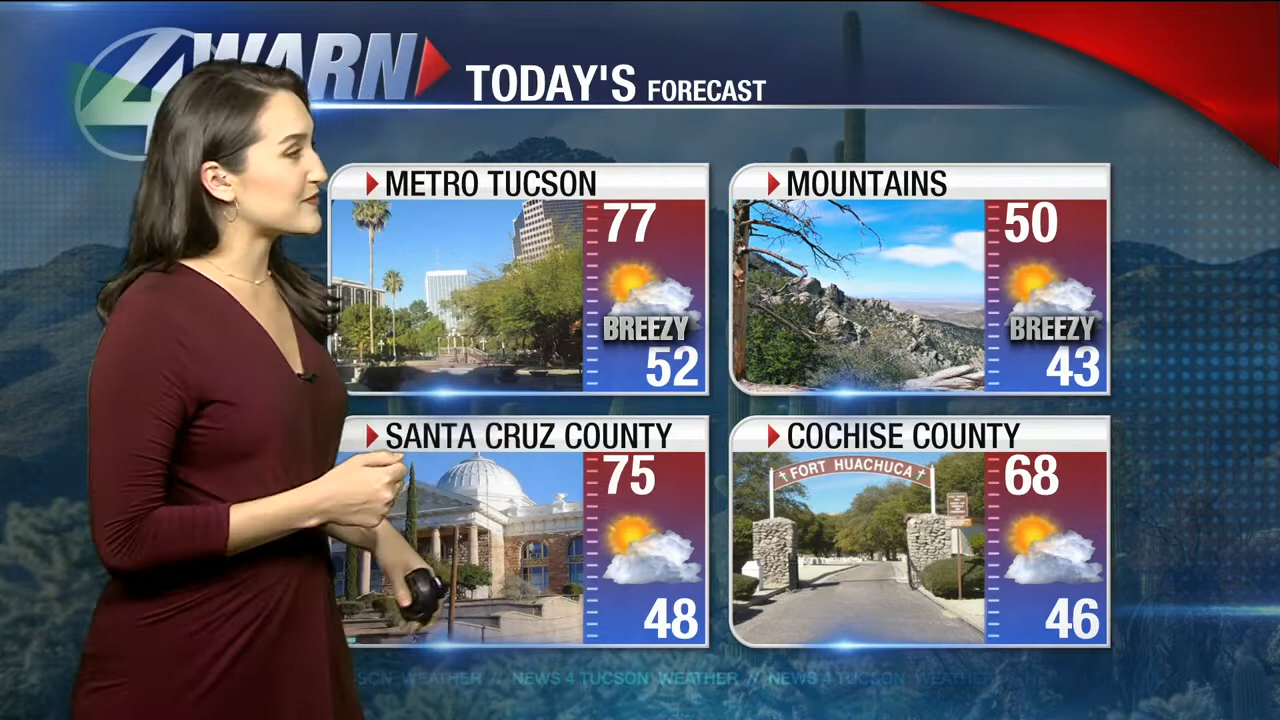 4WARN
TODAY'S FORECAST
METRO TUCSON
77
BREEZY
52
MOUNTAINS
50
BREEZY
43
SANTA CRUZ COUNTY
75
48
COCHISE COUNTY
FORT HUACHUCA
68
46
WEATHER // NEWS 4 TUCSON WEATHER // NEWS 4 TUCSON WEATHER